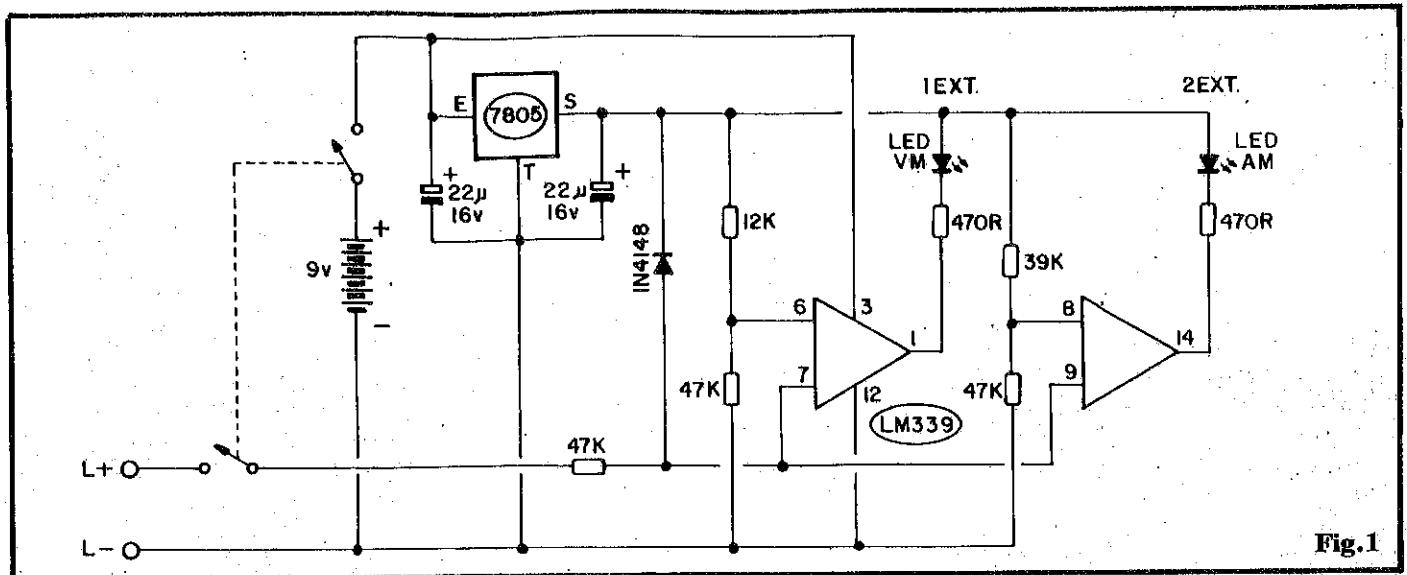 1EXT.
2EXT.
E
7805
S
T
+
22µ
16v
+
22µ
16v
LED
VM
LED
AM
12K
470R
470R
1N4148
39K
+
9v
-
6
3
1
8
14
7
12
9
47K
47K
LM339
47K
L+
L-
Fig.1